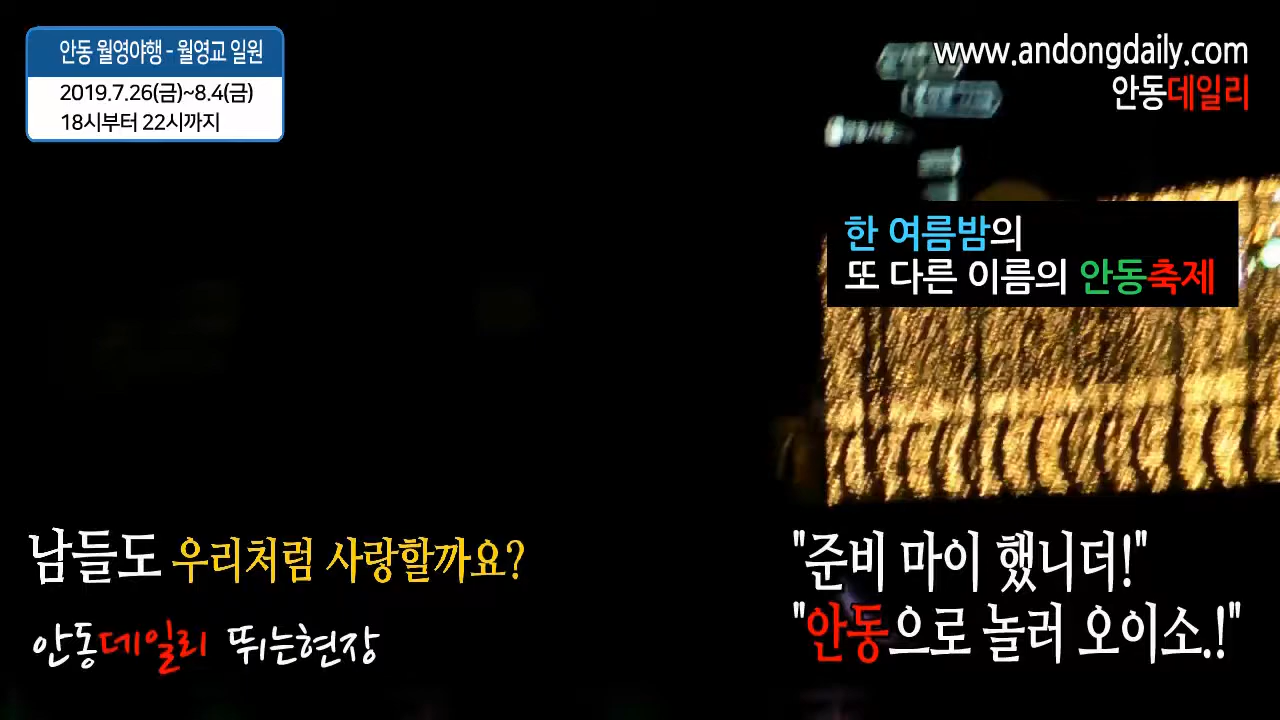 안동 월영야행 - 월영교 일원
2019.7.26(금)~8.4(금)
18시부터 22시까지
www.andongdaily.com
안동데일리
한 여름밤의
또 다른 이름의 안동축제
남들도 우리처럼 사랑할까요?
안동데일리 뛰는현장
"준비 마이 했니더!"
"안동으로 놀러 오이소.!"